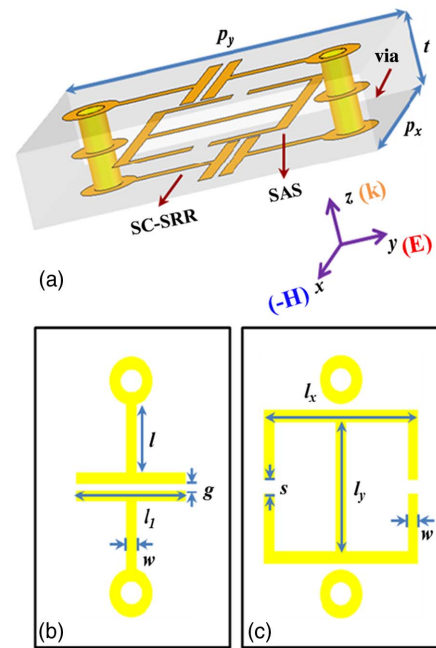 p_y
via
t
p_x
SC-SRR
SAS
z (k)
y (E)
x
(-H)
(a)
l
g
l_1
w
(b)
l_x
s
l_y
w
(c)